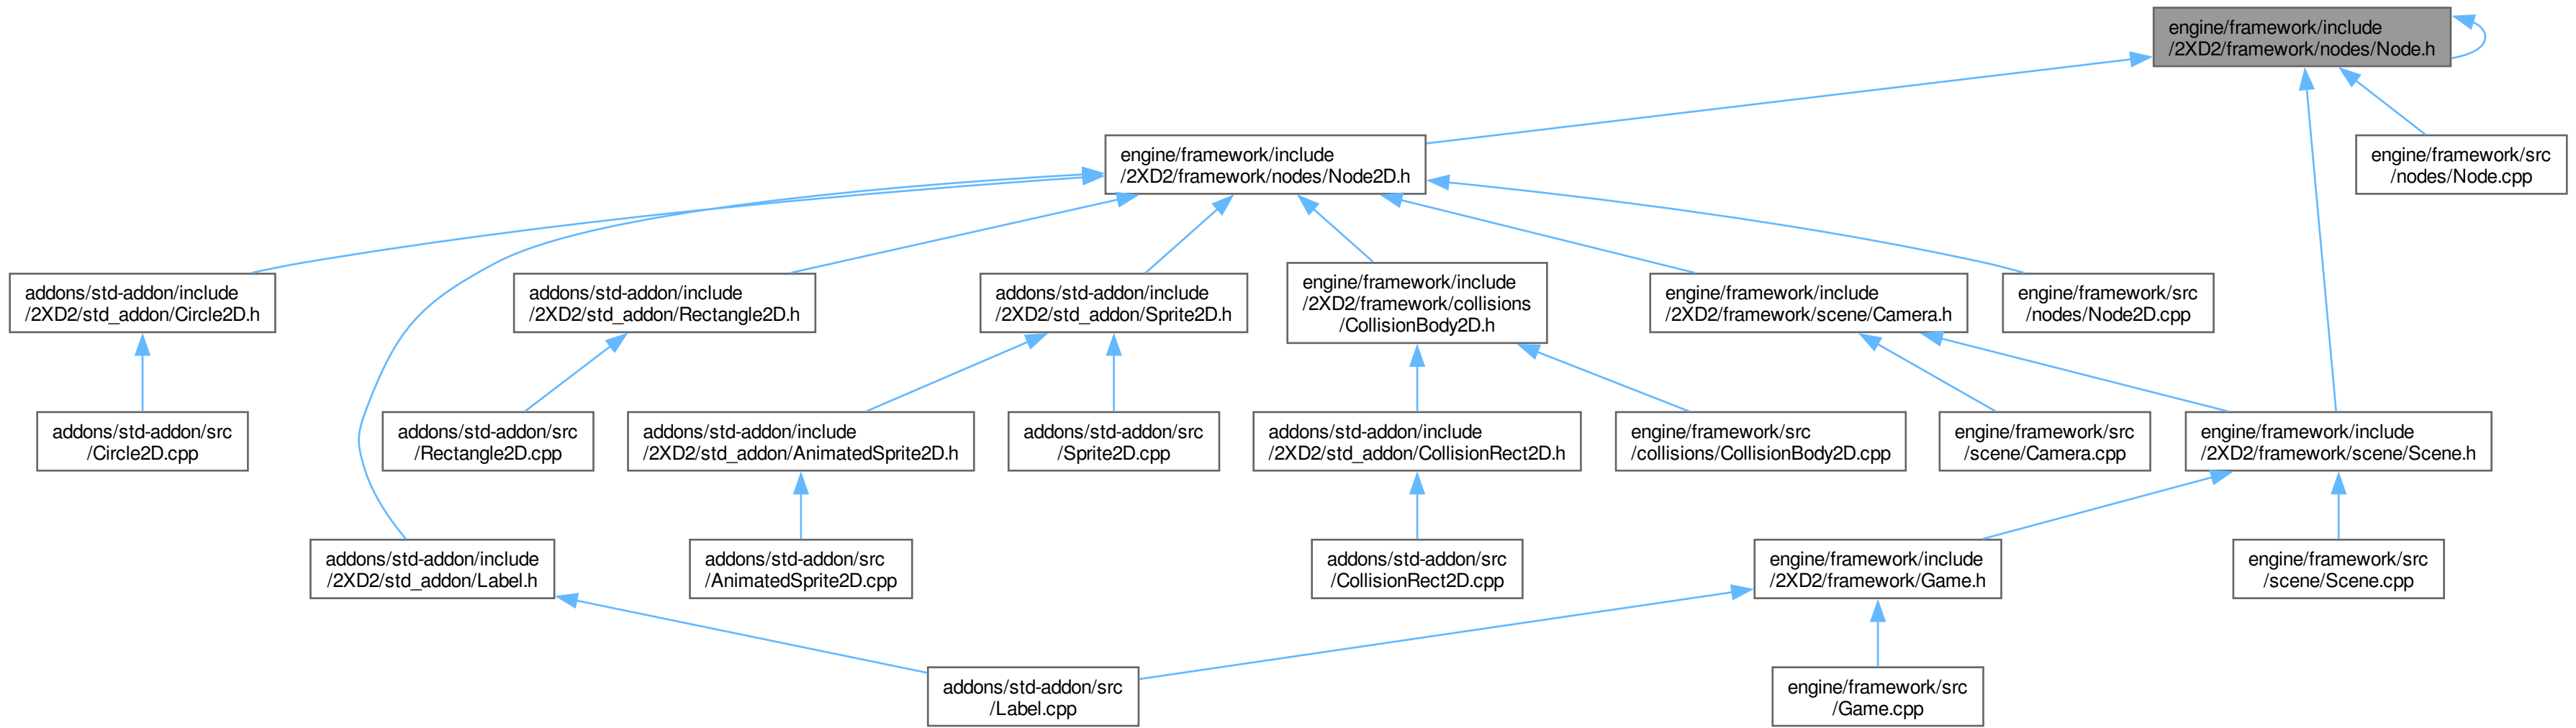 engine/framework/include
/2XD2/framework/nodes/Node.h
engine/framework/include
/2XD2/framework/nodes/Node2D.h
engine/framework/src
/nodes/Node.cpp
addons/std-addon/include
/2XD2/std_addon/Circle2D.h
addons/std-addon/include
/2XD2/std_addon/Rectangle2D.h
addons/std-addon/include
/2XD2/std_addon/Sprite2D.h
engine/framework/include
/2XD2/framework/collisions
/CollisionBody2D.h
engine/framework/include
/2XD2/framework/scene/Camera.h
engine/framework/src
/nodes/Node2D.cpp
addons/std-addon/src
/Circle2D.cpp
addons/std-addon/src
/Rectangle2D.cpp
addons/std-addon/include
/2XD2/std_addon/AnimatedSprite2D.h
addons/std-addon/src
/Sprite2D.cpp
addons/std-addon/include
/2XD2/std_addon/CollisionRect2D.h
engine/framework/src
/collisions/CollisionBody2D.cpp
engine/framework/src
/scene/Camera.cpp
engine/framework/include
/2XD2/framework/scene/Scene.h
addons/std-addon/include
/2XD2/std_addon/Label.h
addons/std-addon/src
/AnimatedSprite2D.cpp
addons/std-addon/src
/CollisionRect2D.cpp
engine/framework/include
/2XD2/framework/Game.h
engine/framework/src
/scene/Scene.cpp
addons/std-addon/src
/Label.cpp
engine/framework/src
/Game.cpp